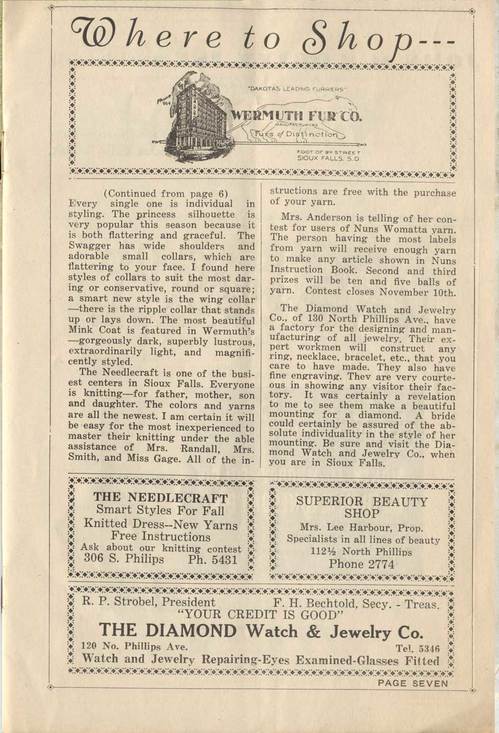 Where to Shop---
"DAKOTAS LEADING FURRIERS"
WERMUTH FUR CO.
MANUFACTURING
Furs of Distinction
FOOT OF 9TH STREET
SIOUX FALLS, S.D.
(Continued from page 6)
Every single one is individual in
styling. The princess silhouette is
very popular this season because it
is both flattering and graceful. The
Swagger has wide shoulders and
adorable small collars, which are
flattering to your face. I found here
styles of collars to suit the most dar-
ing or conservative, round or square;
a smart new style is the wing collar
—there is the ripple collar that stands
up or lays down. The most beautiful
Mink Coat is featured in Wermuth's
—gorgeously dark, superbly lustrous,
extraordinarily light, and magnifi-
cently styled.
The Needlecraft is one of the busi-
est centers in Sioux Falls. Everyone
is knitting—for father, mother, son
and daughter. The colors and yarns
are all the newest. I am certain it will
be easy for the most inexperienced to
master their knitting under the able
assistance of Mrs. Randall, Mrs.
Smith, and Miss Gage. All of the in-
structions are free with the purchase
of your yarn.
Mrs. Anderson is telling of her con-
test for users of Nuns Womatta yarn.
The person having the most labels
from yarn will receive enough yarn
to make any article shown in Nuns
Instruction Book. Second and third
prizes will be ten and five balls of
yarn. Contest closes November 10th.
The Diamond Watch and Jewelry
Co., of 130 North Phillips Ave., have
a factory for the designing and man-
ufacturing of all jewelry. Their ex-
pert workmen will construct any
ring, necklace, bracelet, etc., that you
care to have made. They also have
fine engraving. They are very courte-
ous in showing any visitor their fac-
tory. It was certainly a revelation
to me to see them make a beautiful
mounting for a diamond. A bride
could certainly be assured of the ab-
solute individuality in the style of her
mounting. Be sure and visit the Dia-
mond Watch and Jewelry Co., when
you are in Sioux Falls.
THE NEEDLECRAFT
Smart Styles For Fall
Knitted Dress--New Yarns
Free Instructions
Ask about our knitting contest
306 S. Philips Ph. 5431
SUPERIOR BEAUTY
SHOP
Mrs. Lee Harbour, Prop.
Specialists in all lines of beauty
112½ North Phillips
Phone 2774
R. P. Strobel, President F. H. Bechtold, Secy. - Treas.
"YOUR CREDIT IS GOOD"
THE DIAMOND Watch & Jewelry Co.
120 No. Phillips Ave. Tel. 5346
Watch and Jewelry Repairing-Eyes Examined-Glasses Fitted
PAGE SEVEN